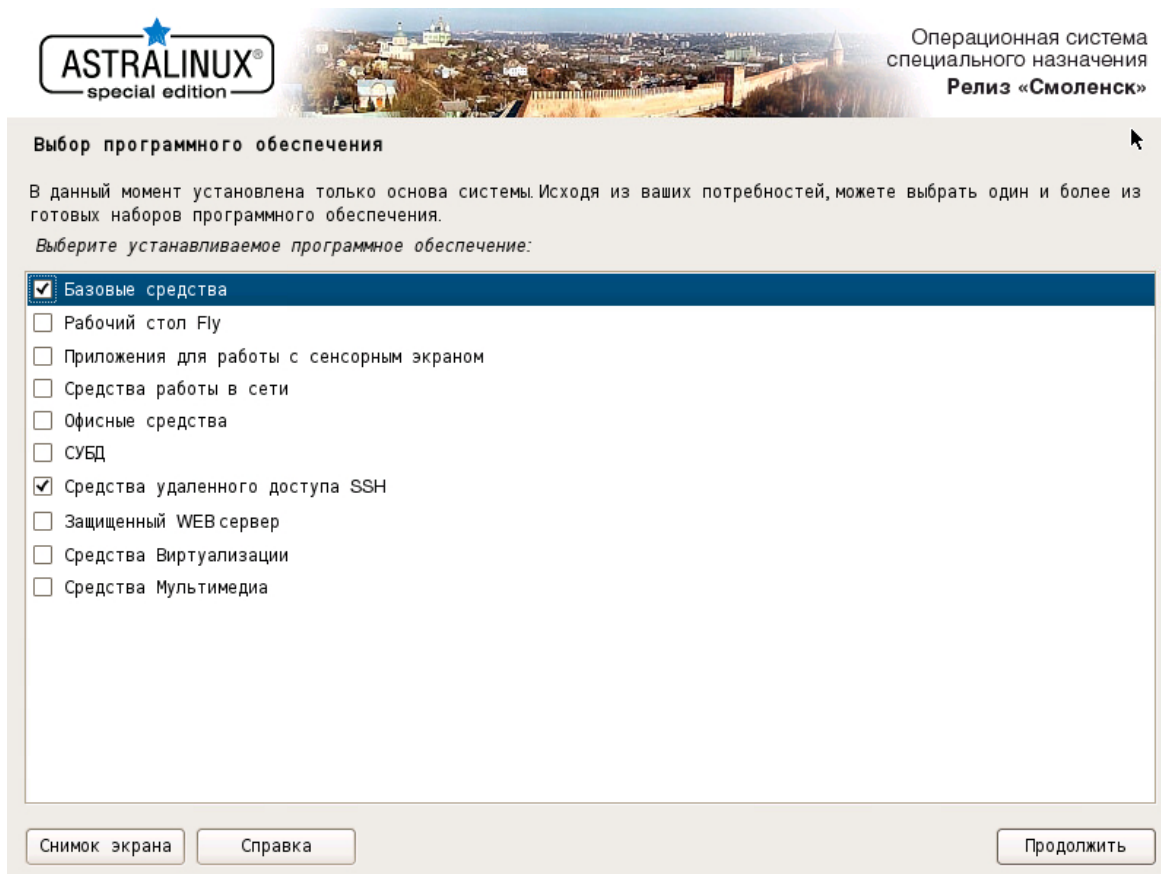 ASTRALINUX®
special edition
Операционная система
специального назначения
Релиз «Смоленск»
Выбор программного обеспечения
В данный момент установлена только основа системы. Исходя из ваших потребностей, можете выбрать один и более из
готовых наборов программного обеспечения.
Выберите устанавливаемое программное обеспечение:
Базовые средства
Рабочий стол Fly
Приложения для работы с сенсорным экраном
Средства работы в сети
Офисные средства
СУБД
Средства удаленного доступа SSH
Защищенный WEB сервер
Средства Виртуализации
Средства Мультимедиа
Снимок экрана
Справка
Продолжить